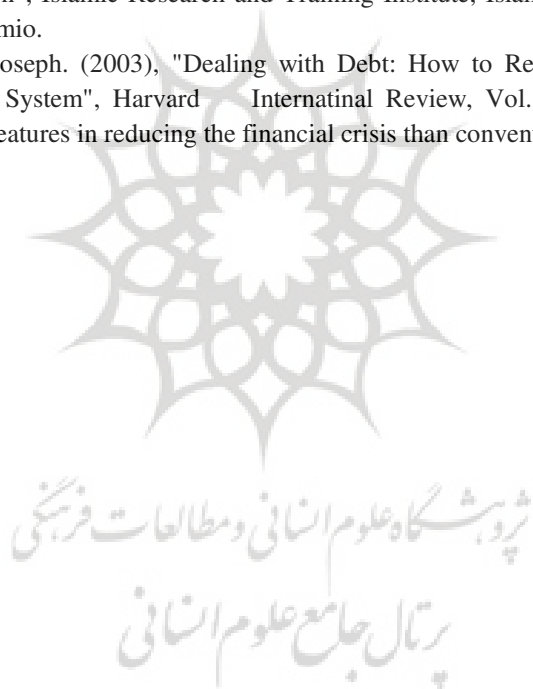 ", Islamic Research and Training Institute, Islam
mio.
oseph. (2003), "Dealing with Debt: How to Re
System", Harvard Internatinal Review, Vol.
eatures in reducing the financial crisis than conven
پژوهشگاه علوم انسانی و مطالعات فرهنگی
پرتال جامع علوم انسانی